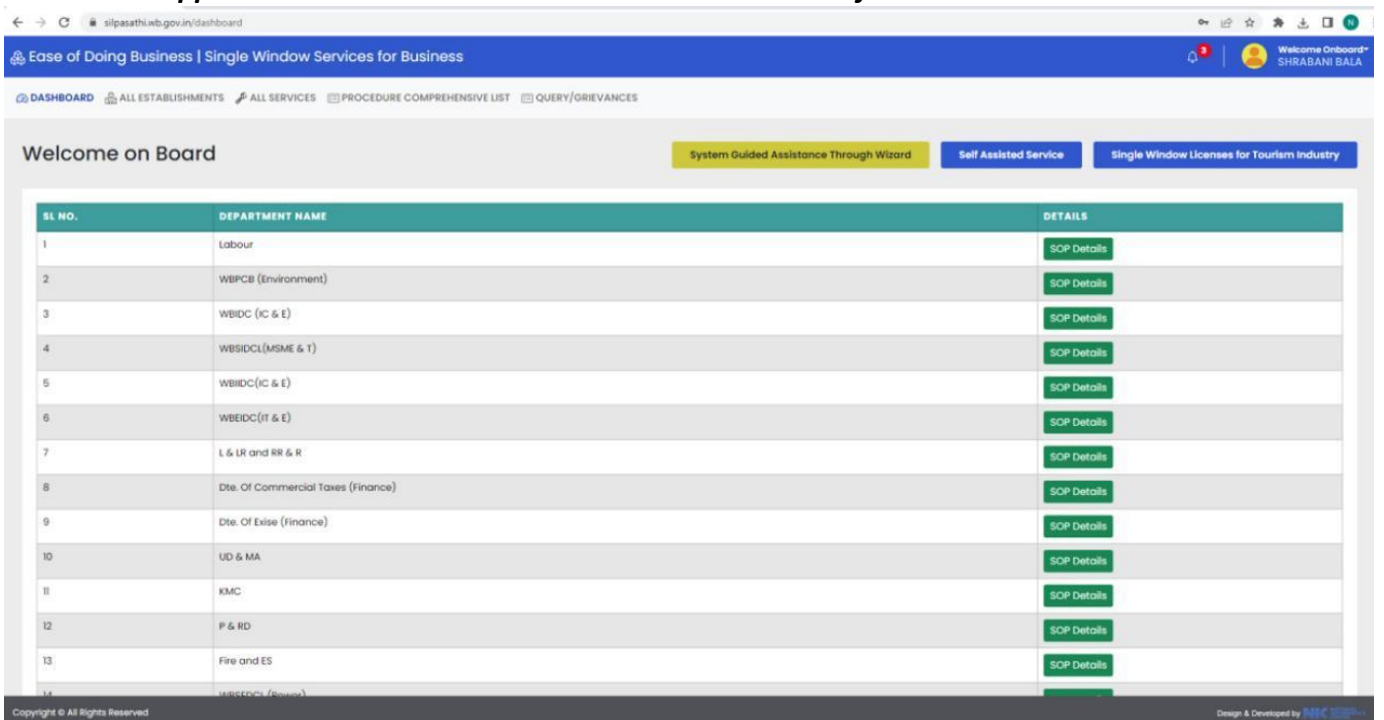 silpasathi.wb.gov.in/dashboard
N
Ease of Doing Business | Single Window Services for Business
3
Welcome Onboard
SHRABANI BALA
DASHBOARD ALL ESTABLISHMENTS ALL SERVICES PROCEDURE COMPREHENSIVE LIST QUERY/GRIEVANCES
Welcome on Board
System Guided Assistance Through Wizard Self Assisted Service Single Window Licenses for Tourism Industry
SL NO. DEPARTMENT NAME DETAILS
1 Labour SOP Details
2 WBPCB (Environment) SOP Details
3 WBIDC (IC & E) SOP Details
4 WBSIDCL(MSME & T) SOP Details
5 WBIIDC(IC & E) SOP Details
6 WBEIDC(IT & E) SOP Details
7 L & LR and RR & R SOP Details
8 Dte. Of Commercial Taxes (Finance) SOP Details
9 Dte. Of Exise (Finance) SOP Details
10 UD & MA SOP Details
11 KMC SOP Details
12 P & RD SOP Details
13 Fire and ES SOP Details
14 WBSEDCL (Power)
Copyright © All Rights Reserved Design & Developed by NIC